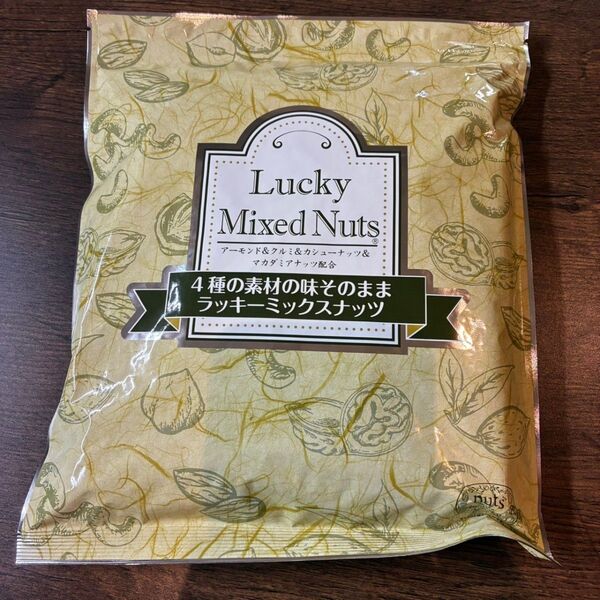 Lucky
Mixed Nuts®
アーモンド&クルミ&カシューナッツ&
マカダミアナッツ配合
4種の素材の味そのまま
ラッキーミックスナッツ
nuts